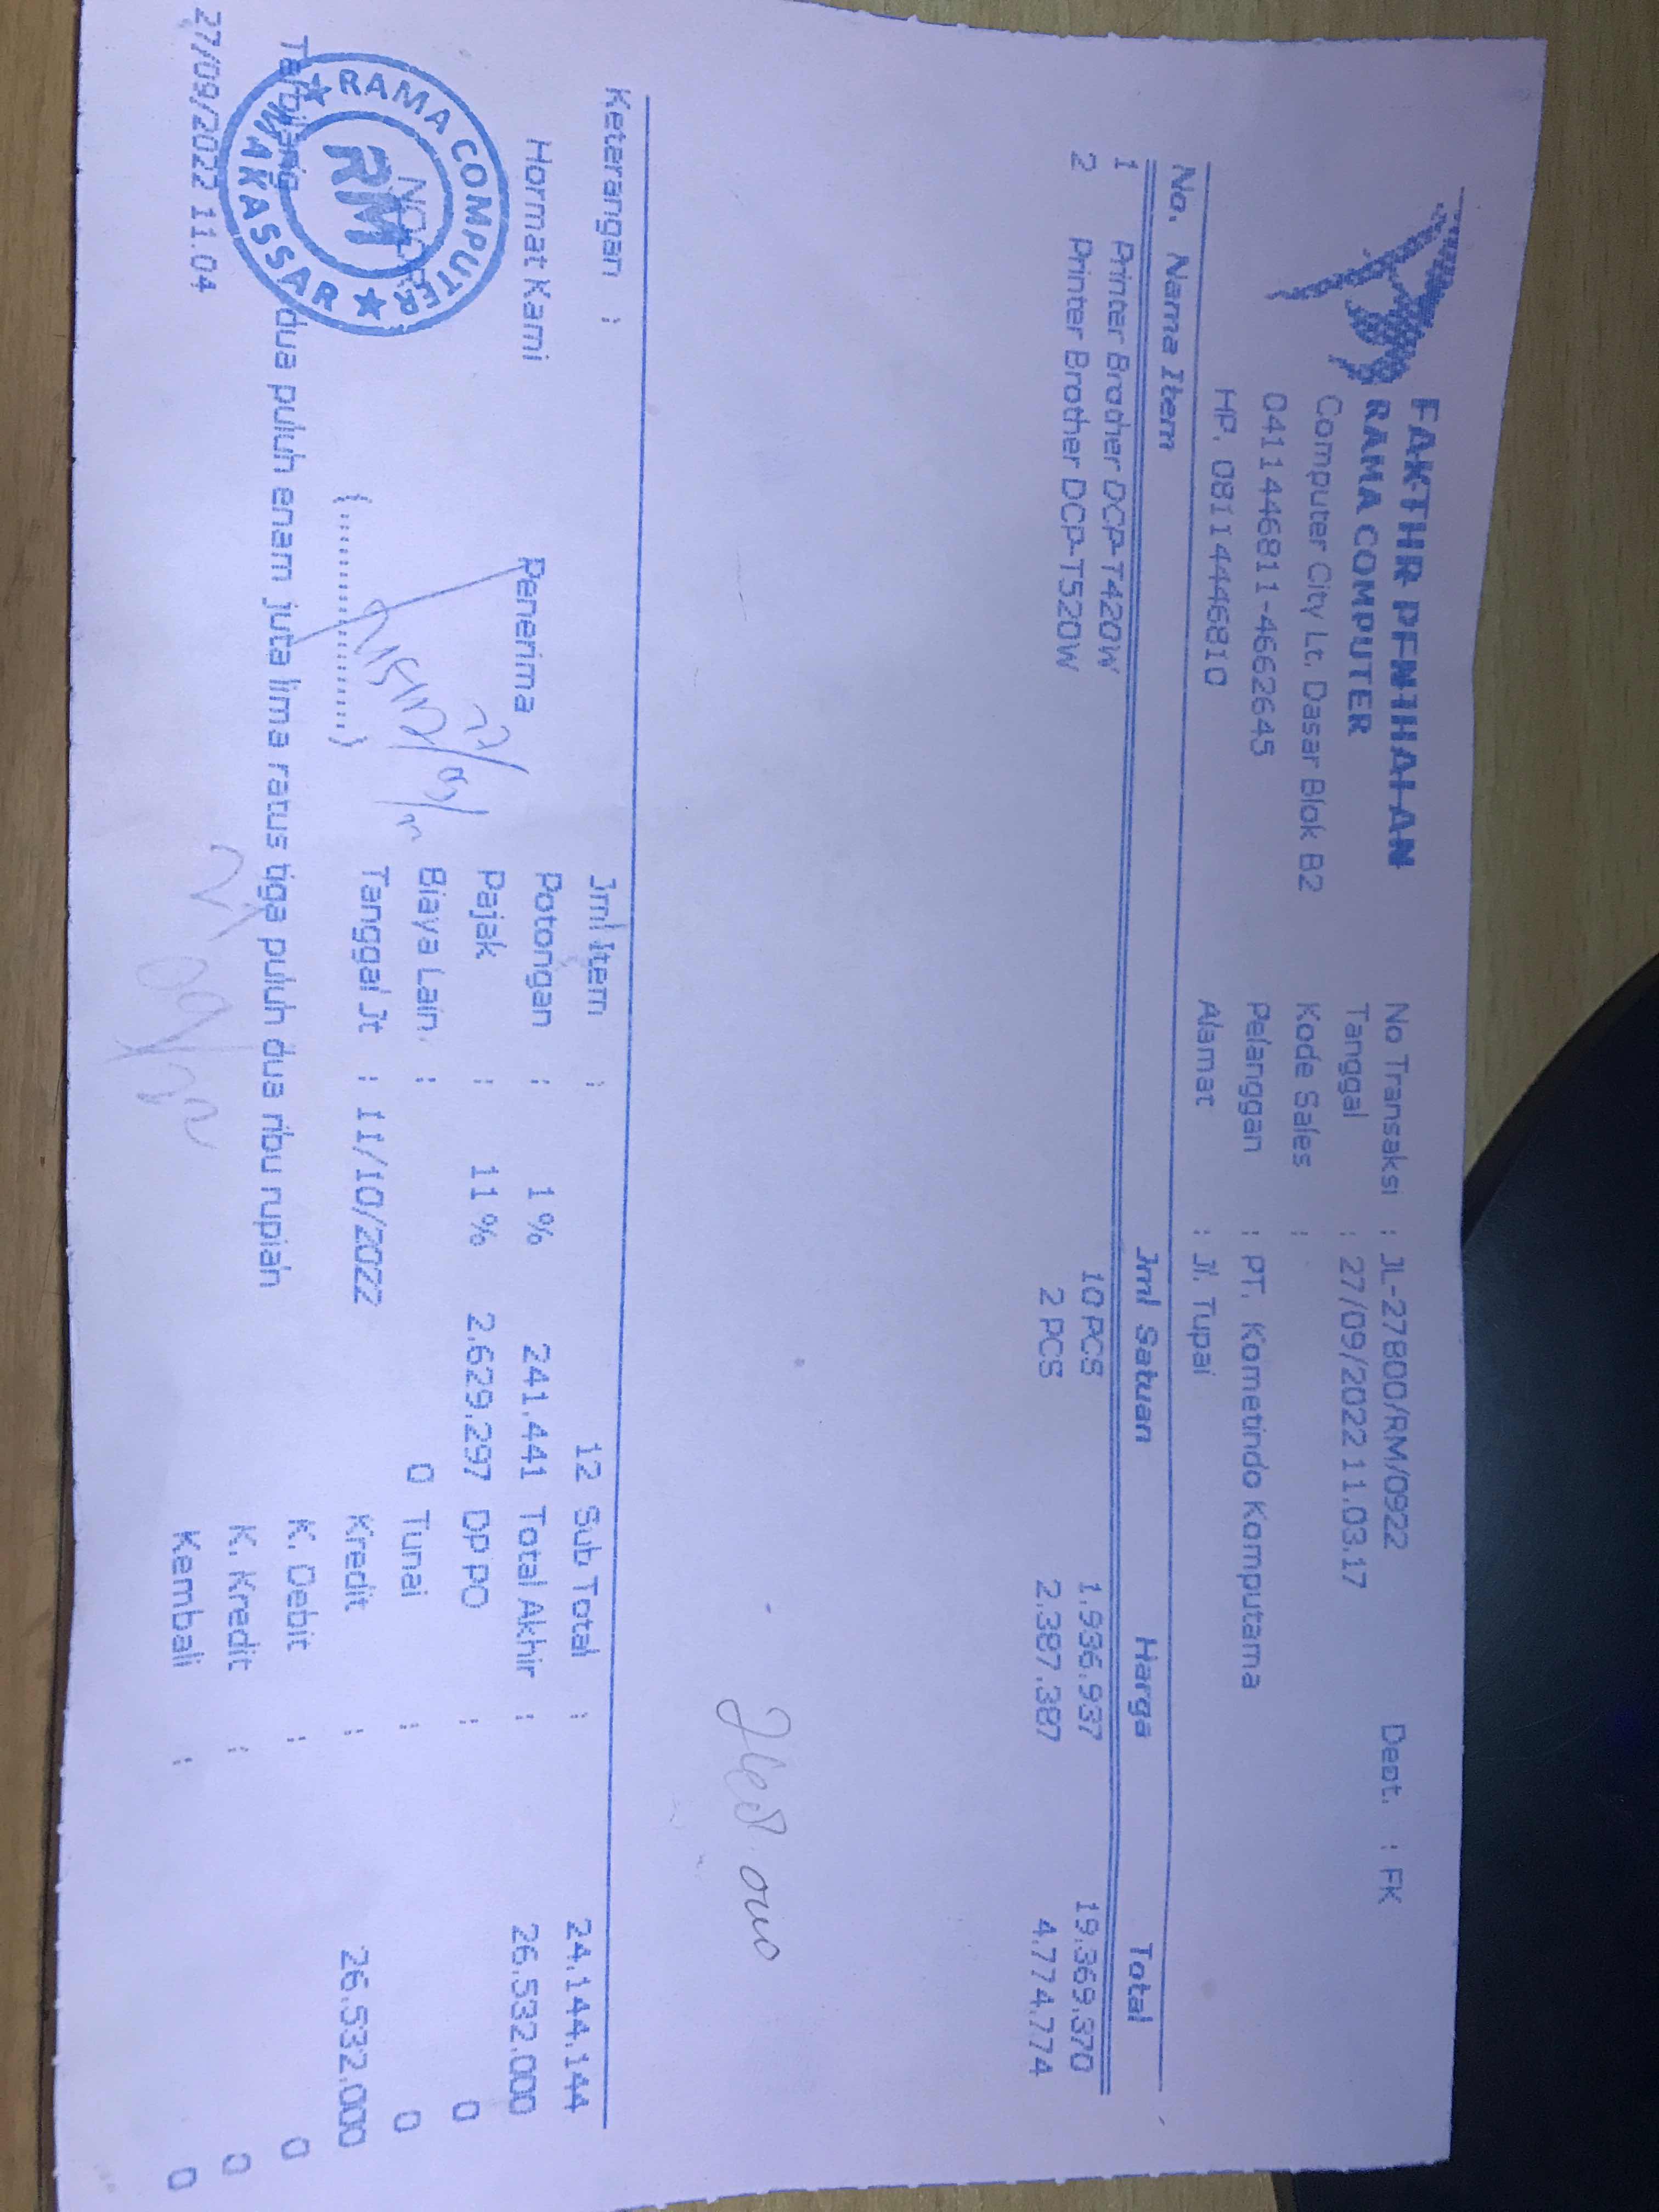 FAKTUR PENJUALAN
RAMA COMPUTER
Computer City Lt. Dasar Blok B2
0411446811-4662645
HP. 08114446810
No Transaksi : JL-27800/RM/0922 Dept. : FK
Tanggal : 27/09/2022 11.03.17
Kode Sales :
Pelanggan : PT. Kometindo Komputama
Alamat : Jl. Tupai
No. Nama Item Jml Satuan Harga Total
1 Printer Brother DCP-T420W 10 PCS 1.936.937 19.369.370
2 Printer Brother DCP-T520W 2 PCS 2.387.387 4.774.774
Keterangan : Jml Item : 12 Sub Total : 24.144.144
Hormat Kami Penerima Potongan : 1 % 241.441 Total Akhir : 26.532.000
Pajak : 11 % 2.629.297 DP PO : 0
Biaya Lain : 0 Tunai : 0
(....................) Tanggal Jt : 11/10/2022 Kredit : 26.532.000
K. Debit : 0
K. Kredit : 0
Kembali : 0
Terbilang dua puluh enam juta lima ratus tiga puluh dua ribu rupiah
27/09/2022 11.04
RAMA COMPUTER
RM
MAKASSAR